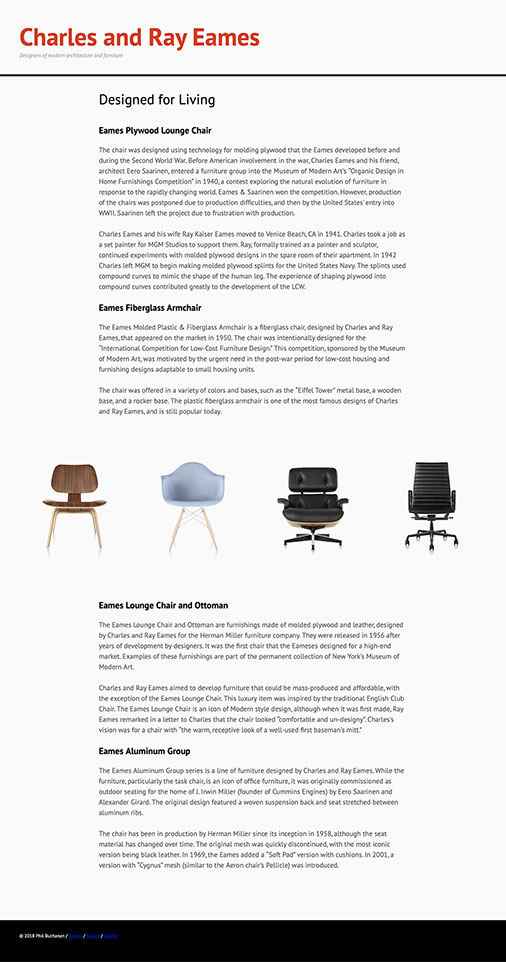 Charles and Ray Eames
Designers of modern architecture and furniture
Designed for Living
Eames Plywood Lounge Chair
The chair was designed using technology for molding plywood that the Eames developed before and
during the Second World War. Before American involvement in the war, Charles Eames and his friend,
architect Eero Saarinen, entered a furniture group into the Museum of Modern Art's "Organic Design in
Home Furnishings Competition" in 1940, a contest exploring the natural evolution of furniture in
response to the rapidly changing world. Eames & Saarinen won the competition. However, production
of the chairs was postponed due to production difficulties, and then by the United States' entry into
WWII. Saarinen left the project due to frustration with production.
Charles Eames and his wife Ray Kaiser Eames moved to Venice Beach, CA in 1941. Charles took a job as
a set painter for MGM Studios to support them. Ray, formally trained as a painter and sculptor,
continued experiments with molded plywood designs in the spare room of their apartment. In 1942
Charles left MGM to begin making molded plywood splints for the United States Navy. The splints used
compound curves to mimic the shape of the human leg. The experience of shaping plywood into
compound curves contributed greatly to the development of the LCW.
Eames Fiberglass Armchair
The Eames Molded Plastic & Fiberglass Armchair is a fiberglass chair, designed by Charles and Ray
Eames, that appeared on the market in 1950. The chair was intentionally designed for the
"International Competition for Low-Cost Furniture Design." This competition, sponsored by the Museum
of Modern Art, was motivated by the urgent need in the post-war period for low-cost housing and
furnishing designs adaptable to small housing units.
The chair was offered in a variety of colors and bases, such as the "Eiffel Tower" metal base, a wooden
base, and a rocker base. The plastic fiberglass armchair is one of the most famous designs of Charles
and Ray Eames, and is still popular today.
Eames Lounge Chair and Ottoman
The Eames Lounge Chair and Ottoman are furnishings made of molded plywood and leather, designed
by Charles and Ray Eames for the Herman Miller furniture company. They were released in 1956 after
years of development by designers. It was the first chair that the Eameses designed for a high-end
market. Examples of these furnishings are part of the permanent collection of New York's Museum of
Modern Art.
Charles and Ray Eames aimed to develop furniture that could be mass-produced and affordable, with
the exception of the Eames Lounge Chair. This luxury item was inspired by the traditional English Club
Chair. The Eames Lounge Chair is an icon of Modern style design, although when it was first made, Ray
Eames remarked in a letter to Charles that the chair looked "comfortable and un-designy". Charles's
vision was for a chair with "the warm, receptive look of a well-used first baseman's mitt."
Eames Aluminum Group
The Eames Aluminum Group series is a line of furniture designed by Charles and Ray Eames. While the
furniture, particularly the task chair, is an icon of office furniture, it was originally commissioned as
outdoor seating for the home of J. Irwin Miller (founder of Cummins Engines) by Eero Saarinen and
Alexander Girard. The original design featured a woven suspension back and seat stretched between
aluminum ribs.
The chair has been in production by Herman Miller since its inception in 1958, although the seat
material has changed over time. The original mesh was quickly discontinued, with the most iconic
version being black leather. In 1969, the Eames added a "Soft Pad" version with cushions. In 2001, a
version with "Cygnus" mesh (similar to the Aeron chair's Pellicle) was introduced.
© 2018 Phil Buchanan / / /